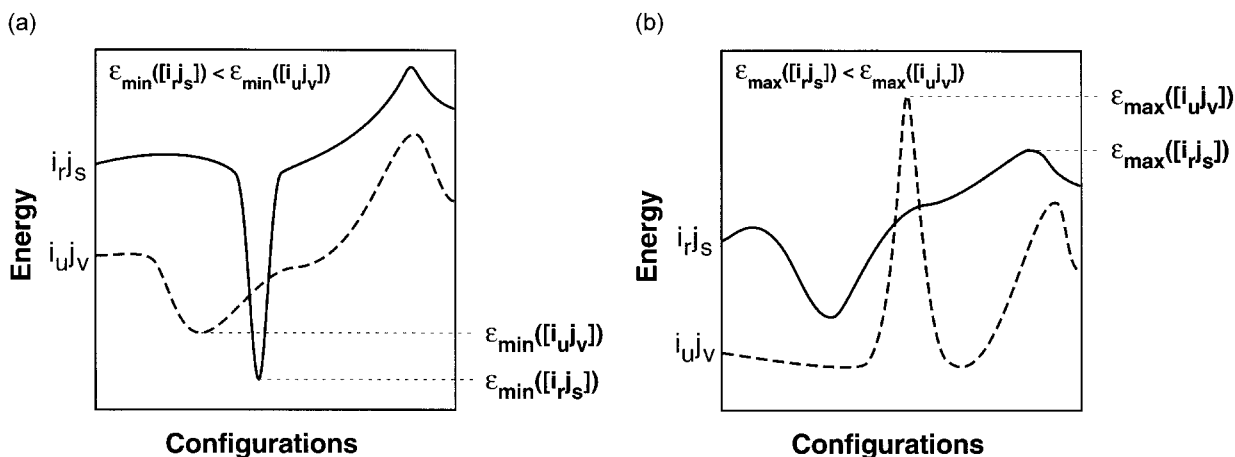 (a)
ε_min([i_r j_s]) < ε_min([i_u j_v])
i_r j_s
i_u j_v
Energy
ε_min([i_u j_v])
ε_min([i_r j_s])
Configurations
(b)
ε_max([i_r j_s]) < ε_max([i_u j_v])
ε_max([i_u j_v])
ε_max([i_r j_s])
i_r j_s
i_u j_v
Energy
Configurations